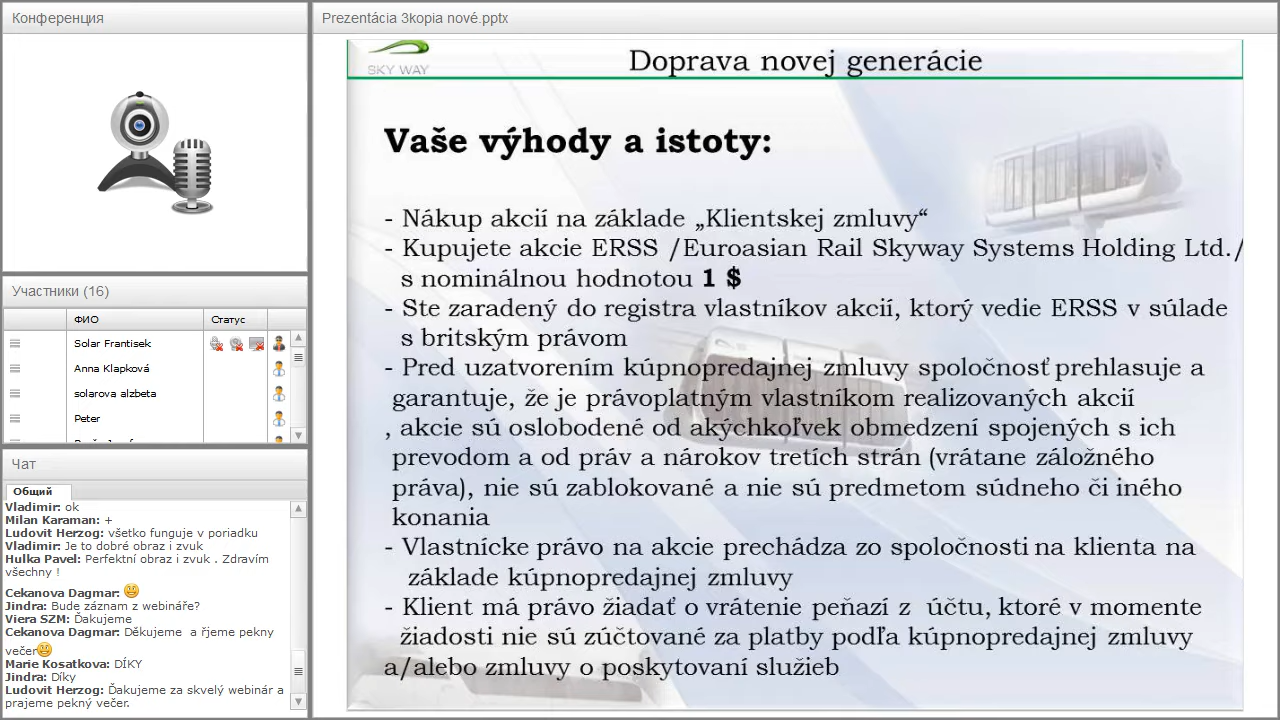 Конференция
Участники (16)
ФИО
Статус
Solar Frantisek
Anna Klapková
solarova alzbeta
Peter
Чат
Общий
Vladimir: ok
Milan Karaman: +
Ludovit Herzog: všetko funguje v poriadku
Vladimir: Je to dobré obraz i zvuk
Hulka Pavel: Perfektní obraz i zvuk . Zdravím
všechny !
Cekanova Dagmar:
Jindra: Bude záznam z webináře?
Viera SZM: Ďakujeme
Cekanova Dagmar: Děkujeme  a řjeme pekny
večer
Marie Kosatkova: DÍKY
Jindra: Díky
Ludovit Herzog: Ďakujeme za skvelý webinár a
prajeme pekný večer.
Prezentácia 3kopia nové.pptx
SKY WAY
Doprava novej generácie
Vaše výhody a istoty:
- Nákup akcií na základe „Klientskej zmluvy“
- Kupujete akcie ERSS /Euroasian Rail Skyway Systems Holding Ltd./
s nominálnou hodnotou 1 $
- Ste zaradený do registra vlastníkov akcií, ktorý vedie ERSS v súlade
s britským právom
- Pred uzatvorením kúpnopredajnej zmluvy spoločnosť prehlasuje a
garantuje, že je právoplatným vlastníkom realizovaných akcií
, akcie sú oslobodené od akýchkoľvek obmedzení spojených s ich
prevodom a od práv a nárokov tretích strán (vrátane záložného
práva), nie sú zablokované a nie sú predmetom súdneho či iného
konania
- Vlastnícke právo na akcie prechádza zo spoločnosti na klienta na
základe kúpnopredajnej zmluvy
- Klient má právo žiadať o vrátenie peňazí z  účtu, ktoré v momente
žiadosti nie sú zúčtované za platby podľa kúpnopredajnej zmluvy
a/alebo zmluvy o poskytovaní služieb